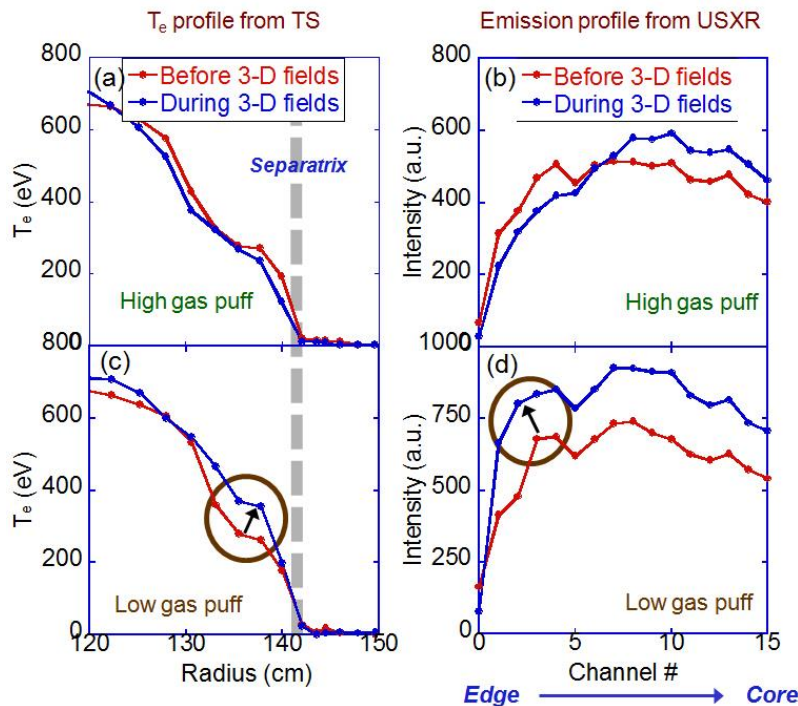 Tₑ profile from TS
Emission profile from USXR
800
(a)
Before 3-D fields
During 3-D fields
600
Separatrix
Tₑ (eV)
400
200
High gas puff
800
(b)
Before 3-D fields
During 3-D fields
600
Intensity (a.u.)
400
200
High gas puff
0
800
(c)
600
Tₑ (eV)
400
200
Low gas puff
0
120
130
140
150
Radius (cm)
0
1000
(d)
750
Intensity (a.u.)
500
250
Low gas puff
0
0
5
10
15
Channel #
Edge
Core